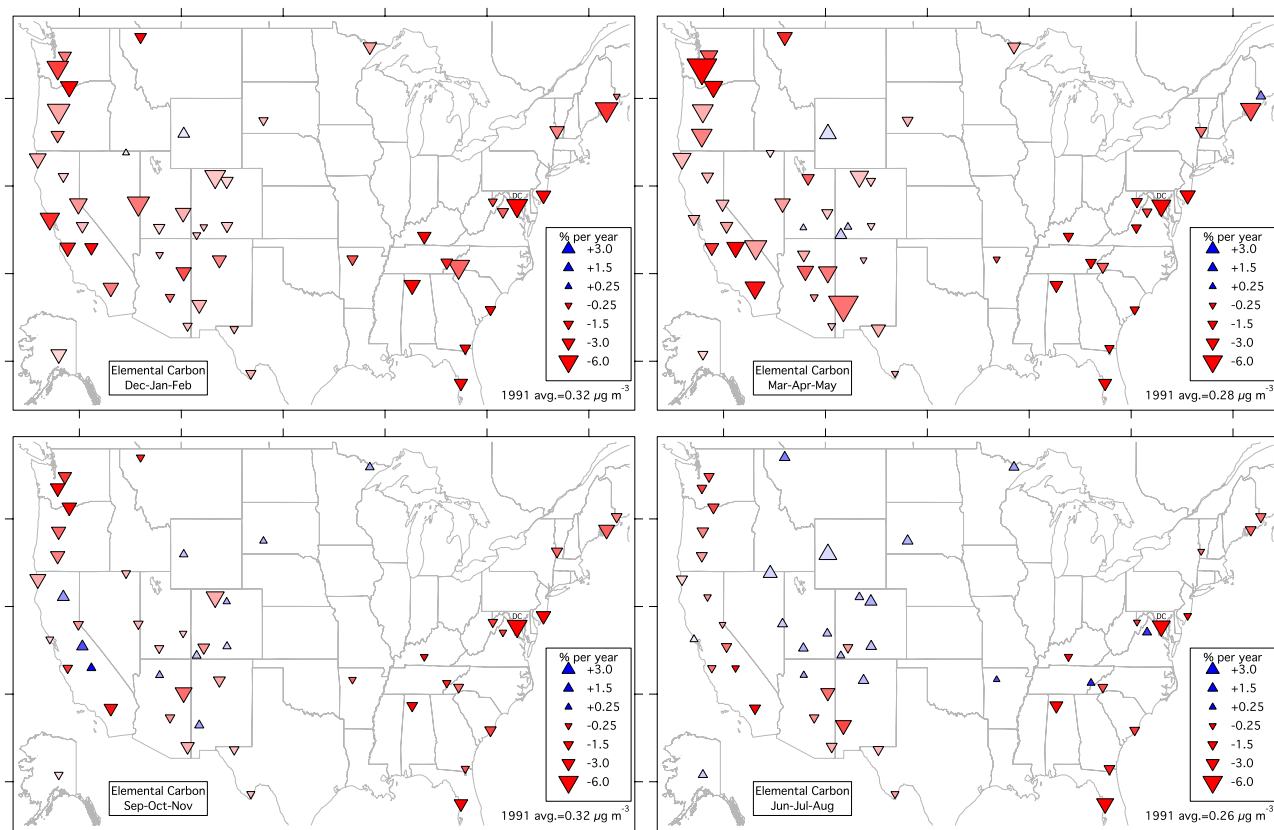 DC
% per year
+3.0
+1.5
+0.25
-0.25
-1.5
-3.0
-6.0
Elemental Carbon
Dec-Jan-Feb
1991 avg.=0.32 µg m-3
DC
% per year
+3.0
+1.5
+0.25
-0.25
-1.5
-3.0
-6.0
Elemental Carbon
Mar-Apr-May
1991 avg.=0.28 µg m-3
DC
% per year
+3.0
+1.5
+0.25
-0.25
-1.5
-3.0
-6.0
Elemental Carbon
Sep-Oct-Nov
1991 avg.=0.32 µg m-3
DC
% per year
+3.0
+1.5
+0.25
-0.25
-1.5
-3.0
-6.0
Elemental Carbon
Jun-Jul-Aug
1991 avg.=0.26 µg m-3